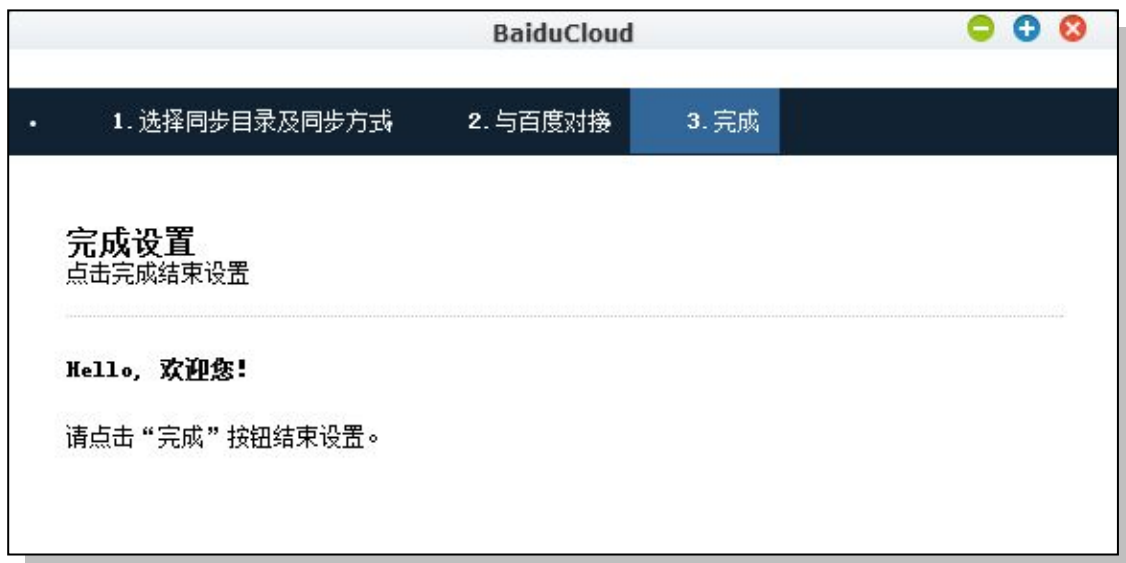 BaiduCloud
1.选择同步目录及同步方式 2.与百度对接 3.完成
完成设置
点击完成结束设置
Hello, 欢迎您!
请点击“完成”按钮结束设置。